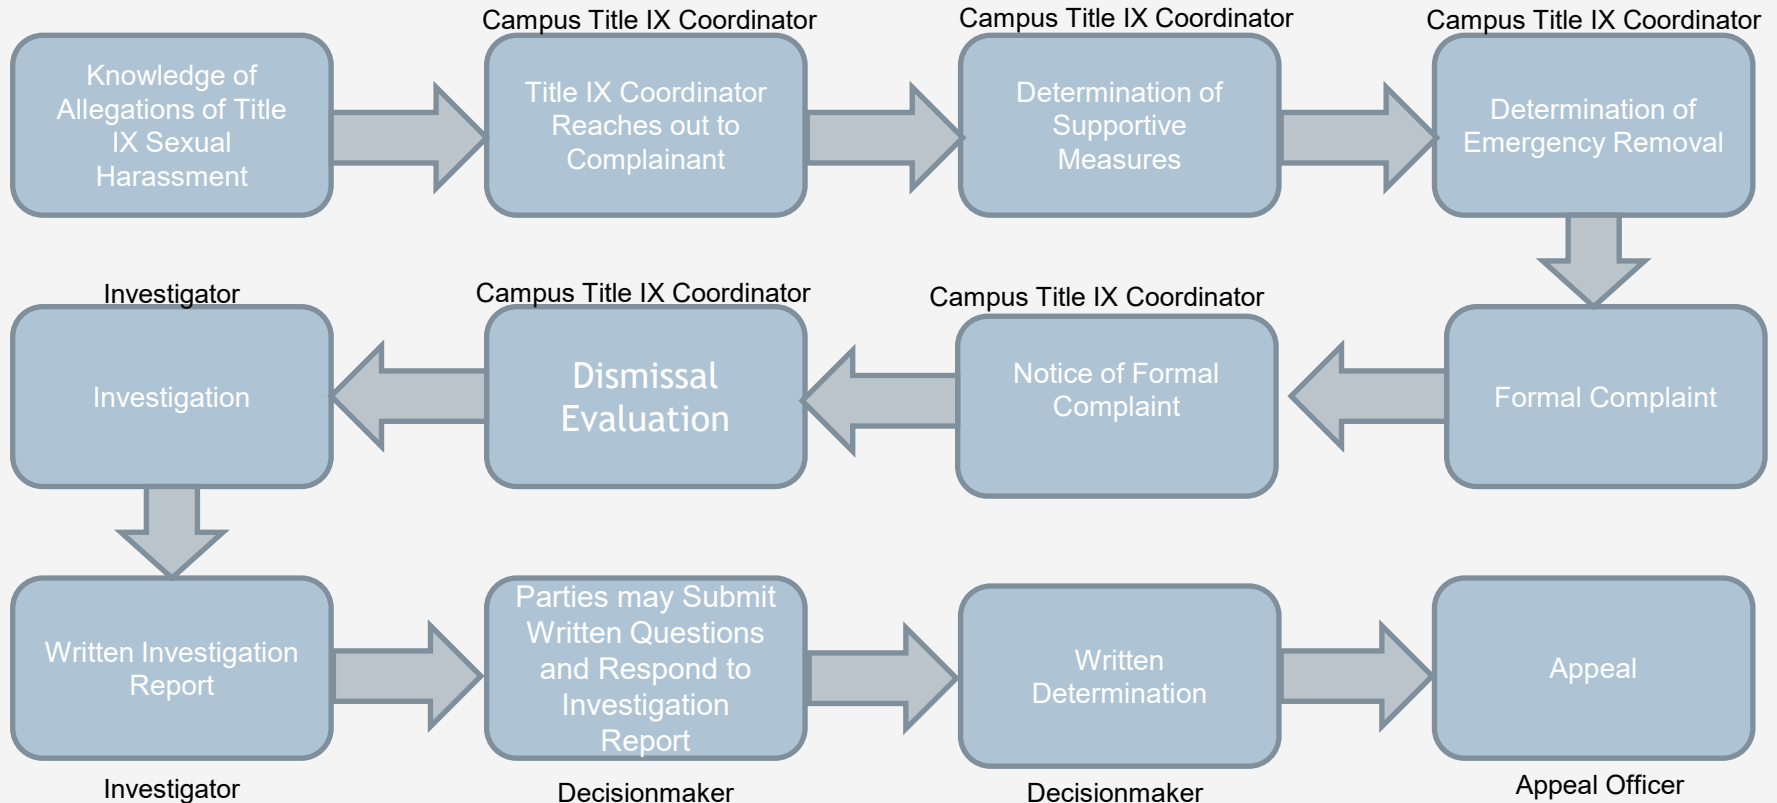 Campus Title IX Coordinator
Campus Title IX Coordinator
Campus Title IX Coordinator
Knowledge of
Allegations of Title
IX Sexual
Harassment
Title IX Coordinator
Reaches out to
Complainant
Determination of
Supportive
Measures
Determination of
Emergency Removal
Investigator
Campus Title IX Coordinator
Campus Title IX Coordinator
Investigation
Dismissal
Evaluation
Notice of Formal
Complaint
Formal Complaint
Written Investigation
Report
Parties may Submit
Written Questions
and Respond to
Investigation
Report
Written
Determination
Appeal
Investigator
Decisionmaker
Decisionmaker
Appeal Officer